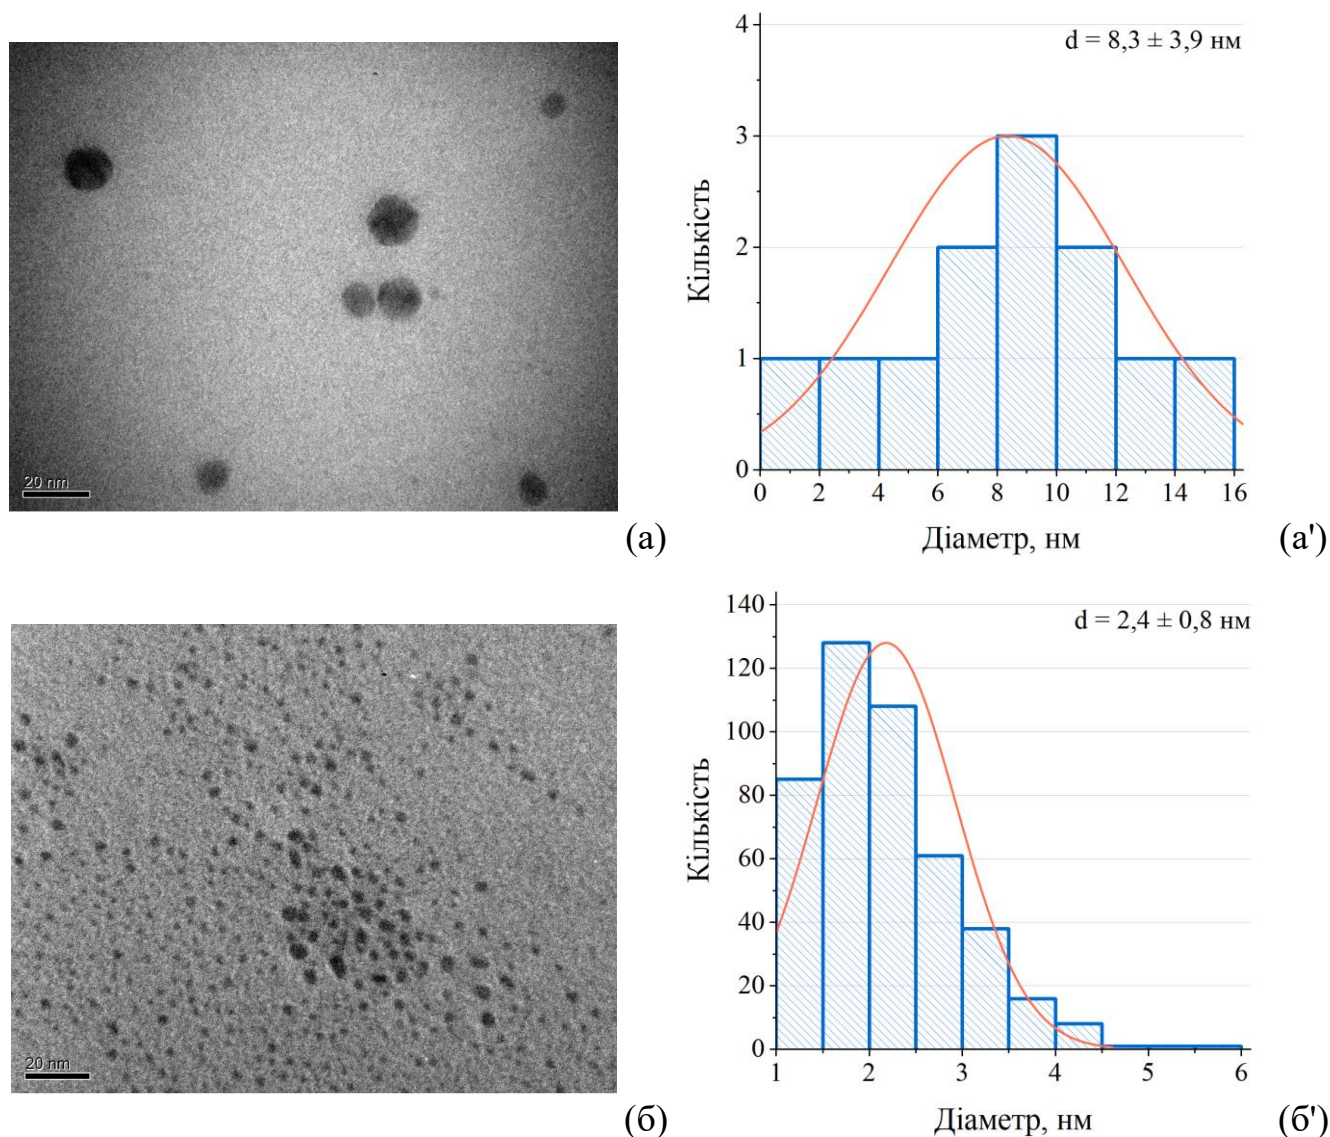 20 nm
(а)
4
3
2
1
0
Кількість
d = 8,3 ± 3,9 нм
0 2 4 6 8 10 12 14 16
Діаметр, нм
(а')
20 nm
(б)
140
120
100
80
60
40
20
0
Кількість
d = 2,4 ± 0,8 нм
1 2 3 4 5 6
Діаметр, нм
(б')